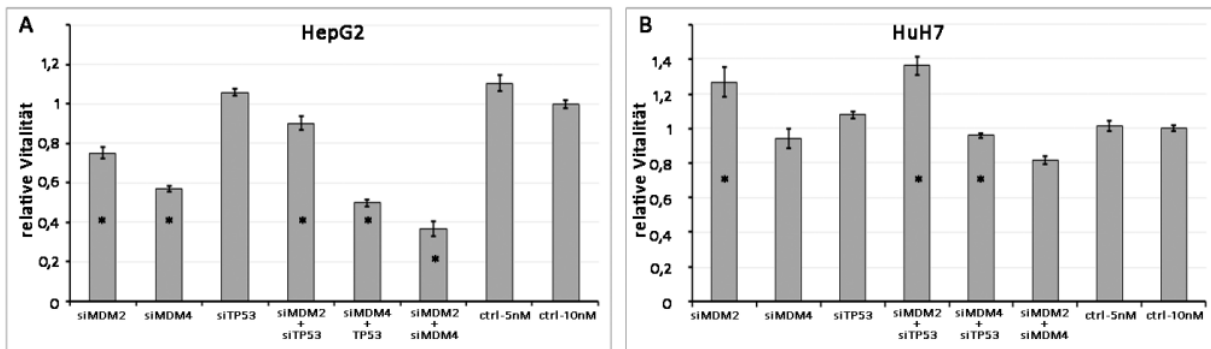 A
HepG2
relative Vitalität
1,2
1
0,8
0,6
0,4
0,2
0
siMDM2
siMDM4
siTP53
siMDM2 + siTP53
siMDM4 + TP53
siMDM2 + siMDM4
ctrl-5nM
ctrl-10nM
* * * * *
B
HuH7
relative Vitalität
1,4
1,2
1
0,8
0,6
0,4
0,2
0
siMDM2
siMDM4
siTP53
siMDM2 + siTP53
siMDM4 + siTP53
siMDM2 + siMDM4
ctrl-5nM
ctrl-10nM
* * *